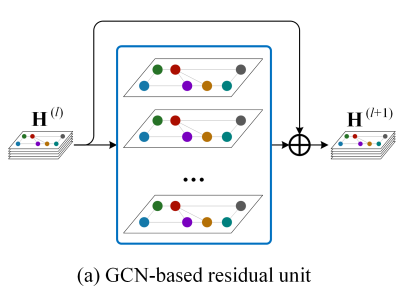 H^(l)
H^(l+1)
...
(a) GCN-based residual unit